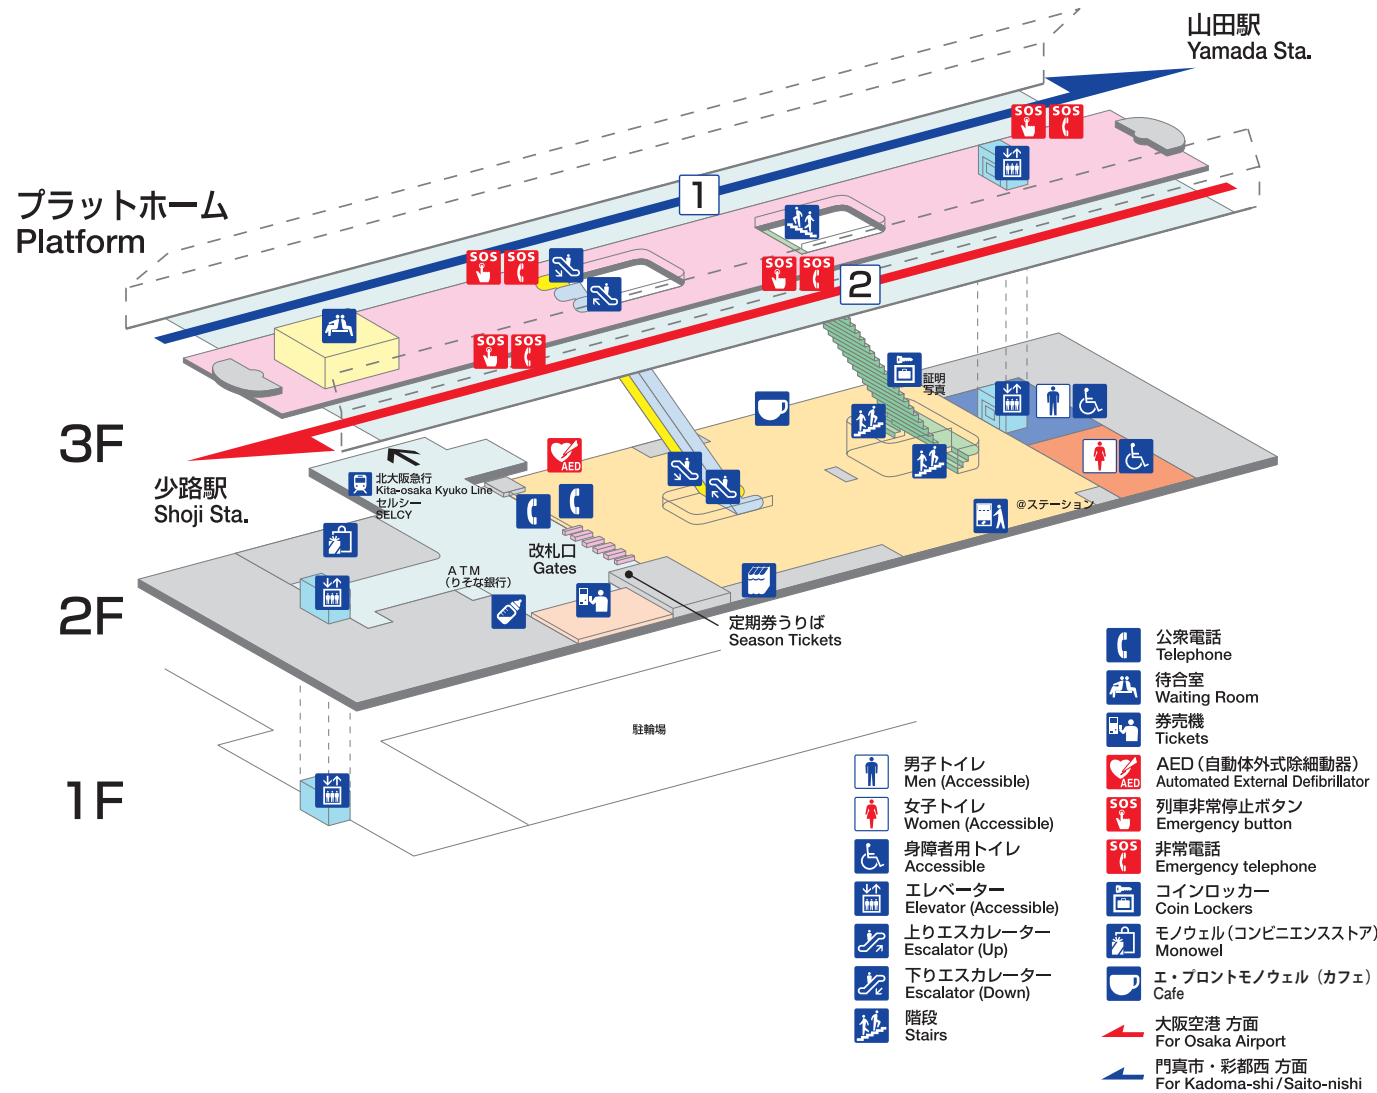 山田駅
Yamada Sta.
SOS
SOS
1
プラットホーム
Platform
SOS
SOS
SOS
SOS
2
SOS
SOS
証明
写真
3F
少路駅
Shoji Sta.
AED
北大阪急行
Kita-osaka Kyuko Line
セルシー
SELCY
@ステーション
改札口
Gates
ATM
(りそな銀行)
2F
定期券うりば
Season Tickets
駐輪場
1F
男子トイレ
Men (Accessible)
女子トイレ
Women (Accessible)
身障者用トイレ
Accessible
エレベーター
Elevator (Accessible)
上りエスカレーター
Escalator (Up)
下りエスカレーター
Escalator (Down)
階段
Stairs
公衆電話
Telephone
待合室
Waiting Room
券売機
Tickets
AED
AED(自動体外式除細動器)
Automated External Defibrillator
SOS
列車非常停止ボタン
Emergency button
SOS
非常電話
Emergency telephone
コインロッカー
Coin Lockers
モノウェル(コンビニエンスストア)
Monowel
エ・プロントモノウェル(カフェ)
Cafe
大阪空港 方面
For Osaka Airport
門真市・彩都西 方面
For Kadoma-shi/Saito-nishi